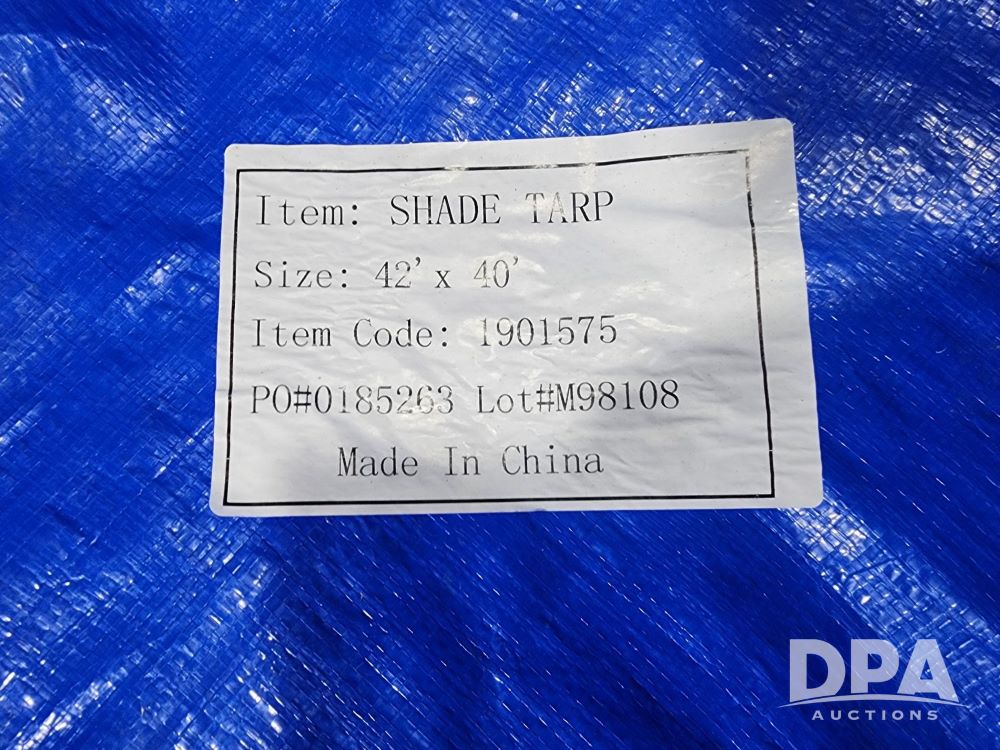 Item: SHADE TARP
Size: 42' x 40'
Item Code: 1901575
PO#0185263 Lot#M98108
Made In China
DPA
AUCTIONS